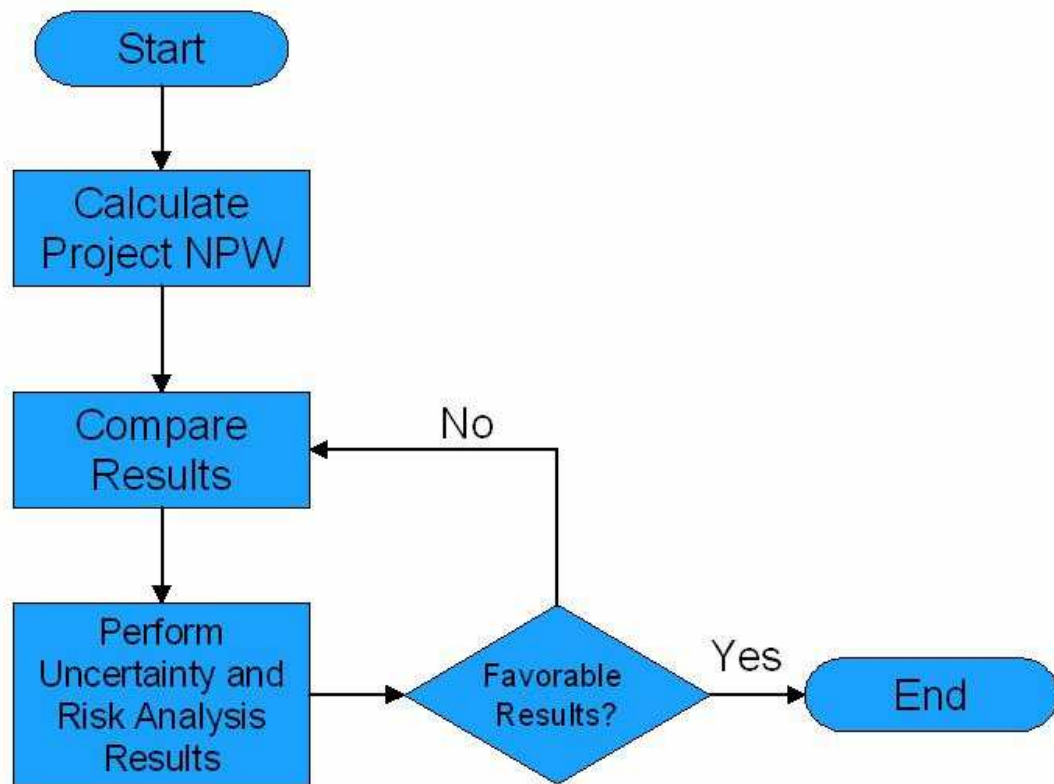 Start
Calculate
Project NPW
Compare
Results
No
Perform
Uncertainty and
Risk Analysis
Results
Favorable
Results?
Yes
End